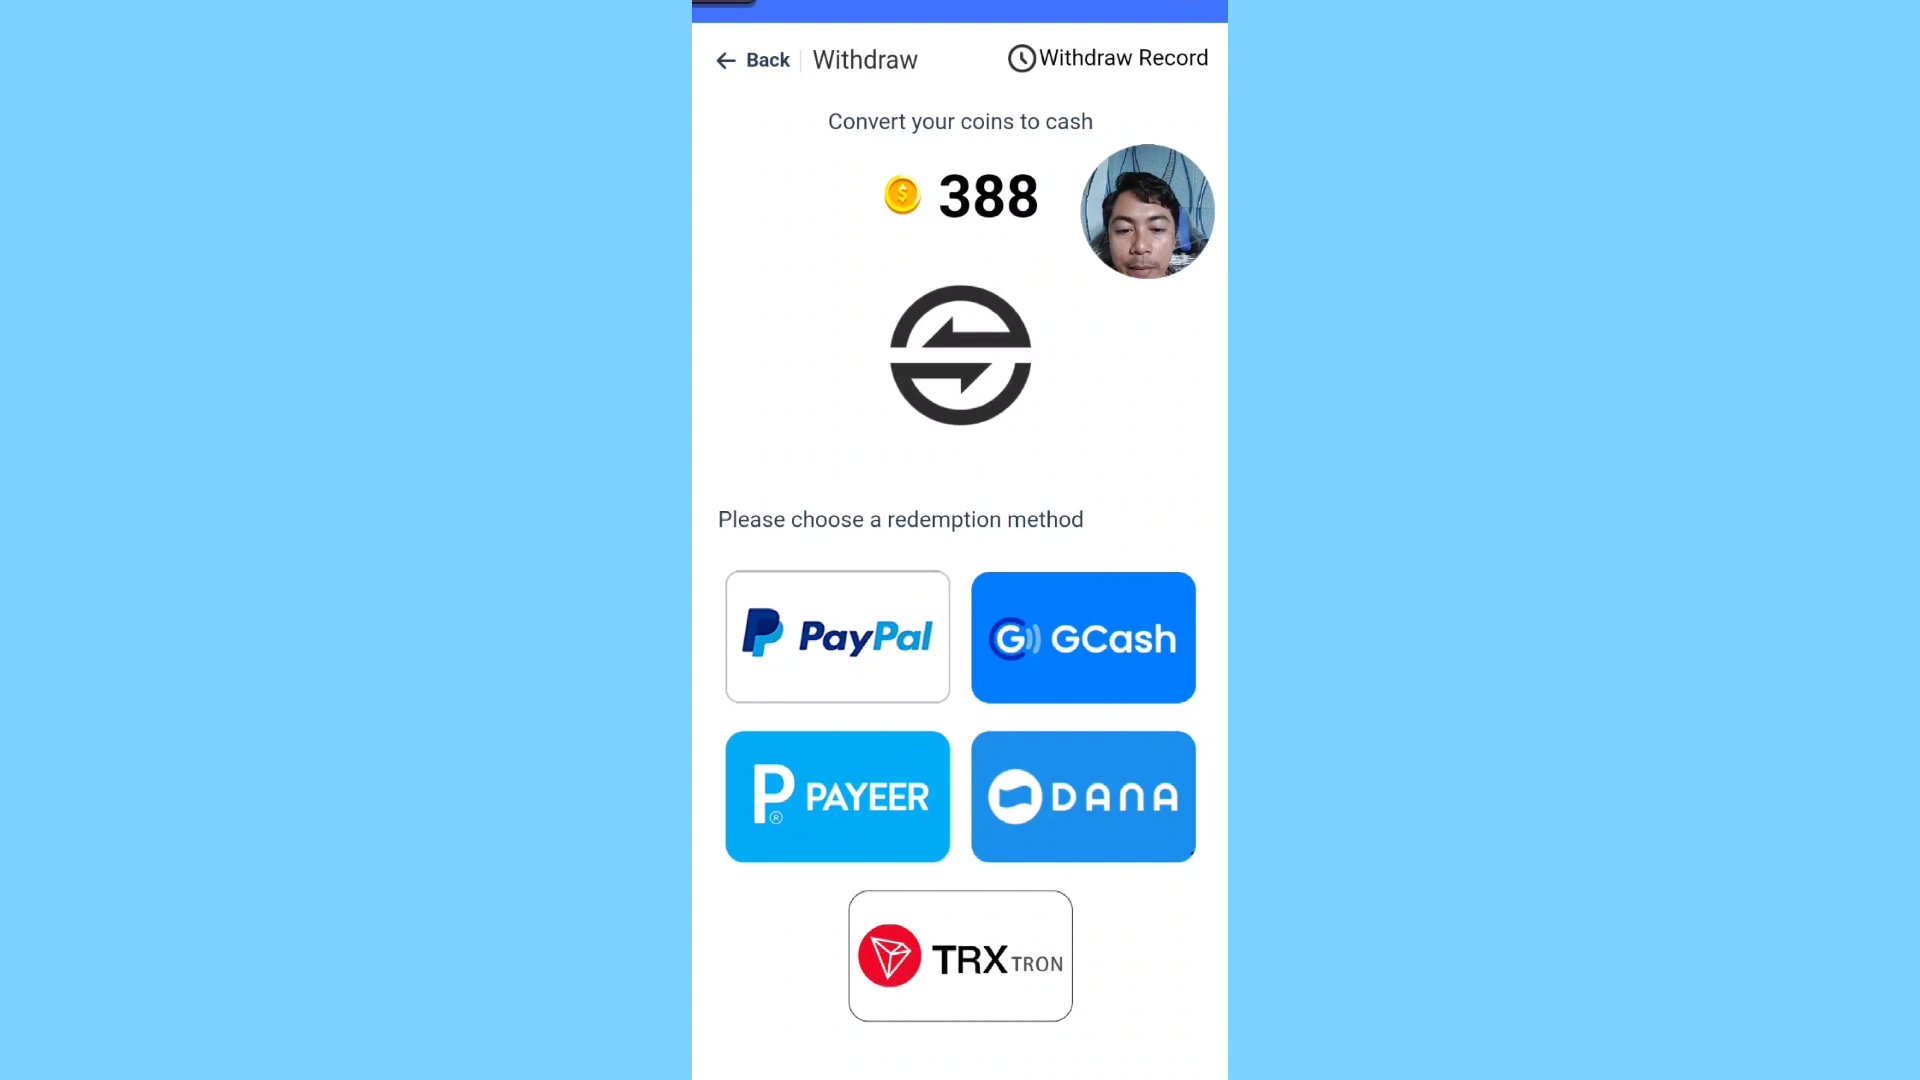 Back Withdraw Withdraw Record
Convert your coins to cash
388
Please choose a redemption method
PayPal G GCash
P® PAYEER DANA
TRX TRON